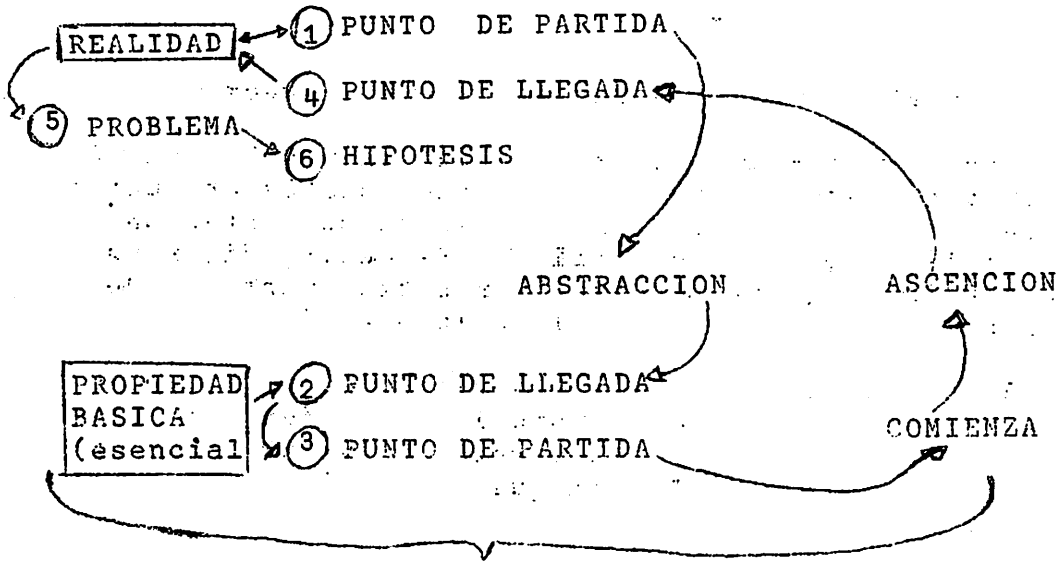 REALIDAD
1 PUNTO DE PARTIDA
4 PUNTO DE LLEGADA
5 PROBLEMA
6 HIPOTESIS
ABSTRACCION
ASCENCION
PROPIEDAD
BASICA
(esencial
2 PUNTO DE LLEGADA
3 PUNTO DE PARTIDA
COMIENZA